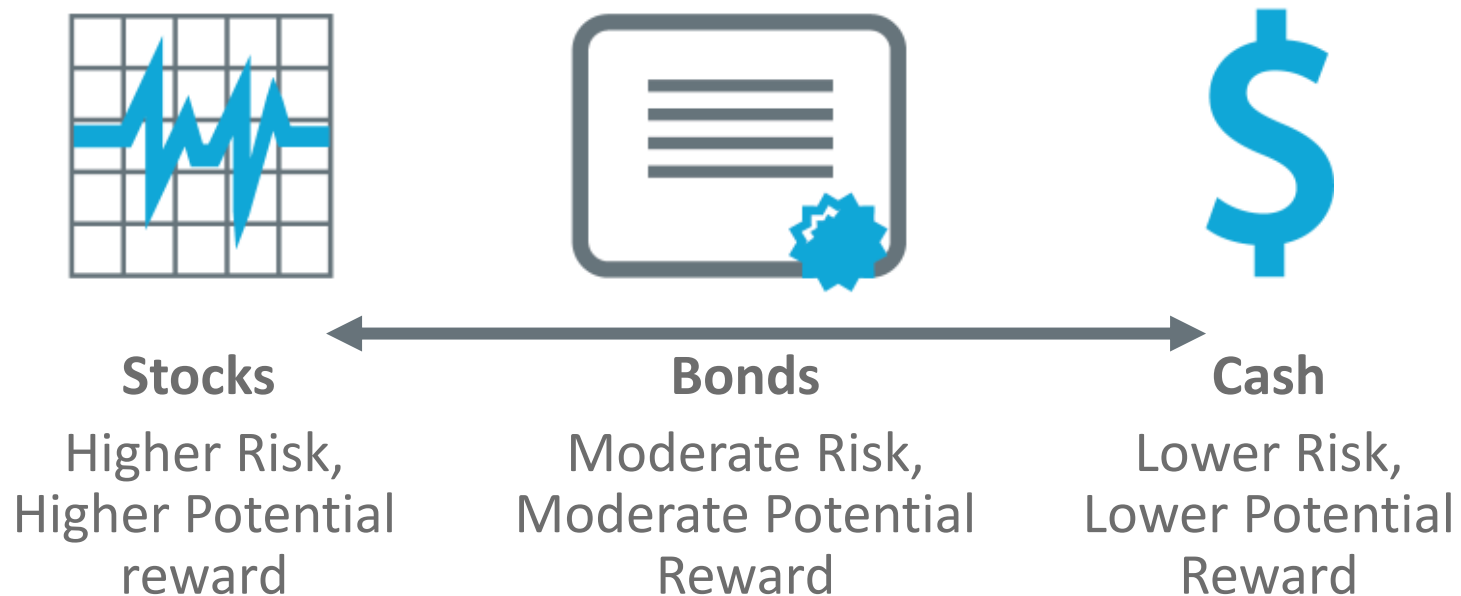 Stocks
Higher Risk,
Higher Potential
reward
Bonds
Moderate Risk,
Moderate Potential
Reward
$
Cash
Lower Risk,
Lower Potential
Reward